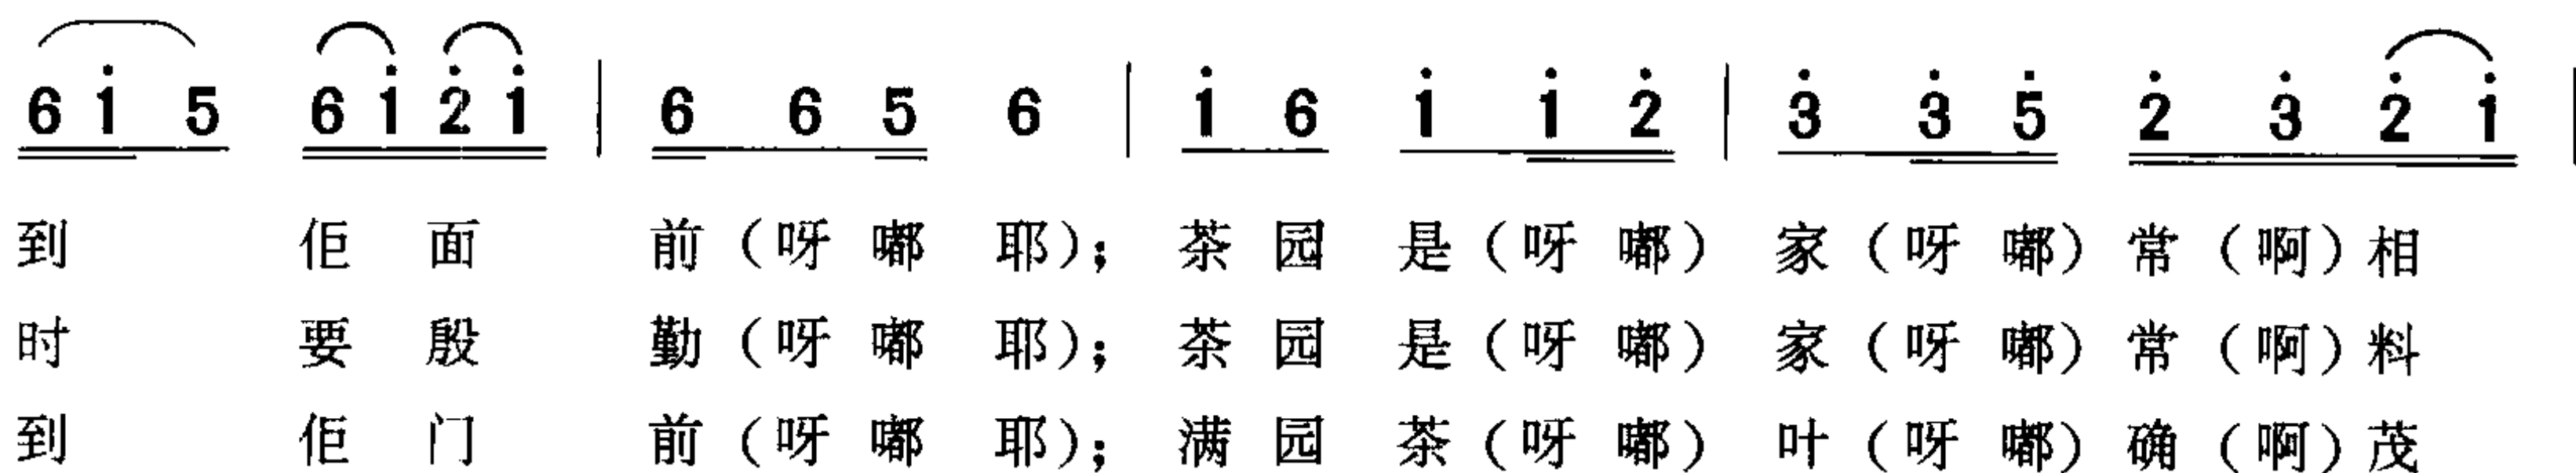 6 1̇ 5 6 1̇ 2̇ 1̇ | 6 6 5 6 | 1̇ 6 1̇ 1̇ 2̇ | 3̇ 3̇ 5̇ 2̇ 3̇ 2̇ 1̇ |
到 佢 面 前（呀 嘟 耶）；茶 园 是（呀 嘟）家（呀 嘟）常（啊）相
时 要 殷 勤（呀 嘟 耶）；茶 园 是（呀 嘟）家（呀 嘟）常（啊）料
到 佢 门 前（呀 嘟 耶）；满 园 茶（呀 嘟）叶（呀 嘟）确（啊）茂